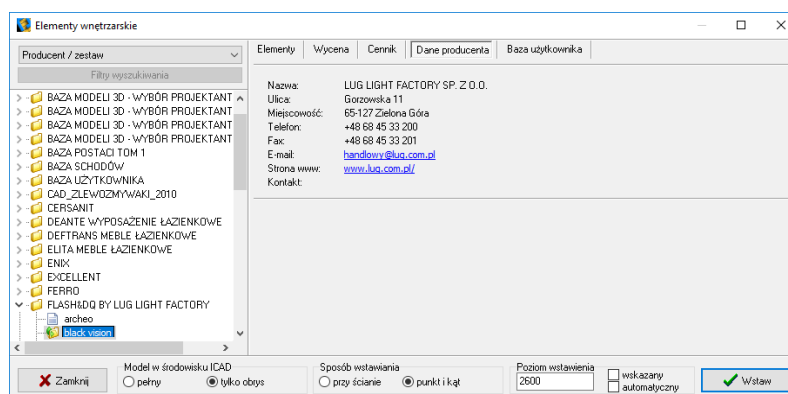 Elementy wnętrzarskie
Producent / zestaw
Filtry wyszukiwania
BAZA MODELI 3D - WYBÓR PROJEKTANT
BAZA MODELI 3D - WYBÓR PROJEKTANT
BAZA MODELI 3D - WYBÓR PROJEKTANT
BAZA POSTACI TOM 1
BAZA SCHODÓW
BAZA UŻYTKOWNIKA
CAD_ZLEWOZMYWAKI_2010
CERSANIT
DEANTE WYPOSAŻENIE ŁAZIENKOWE
DEFTRANS MEBLE ŁAZIENKOWE
ELITA MEBLE ŁAZIENKOWE
ENIX
EXCELLENT
FERRO
FLASH&DQ BY LUG LIGHT FACTORY
archeo
black vision
Elementy Wycena Cennik Dane producenta Baza użytkownika
Nazwa: LUG LIGHT FACTORY SP. Z O.O.
Ulica: Gorzowska 11
Miejscowość: 65-127 Zielona Góra
Telefon: +48 68 45 33 200
Fax: +48 68 45 33 201
E-mail: handlowy@lug.com.pl
Strona www: www.lug.com.pl/
Kontakt:
Zamknij
Model w środowisku ICAD
pełny tylko obrys
Sposób wstawiania
przy ścianie punkt i kąt
Poziom wstawienia
2600
wskazany
automatyczny
Wstaw